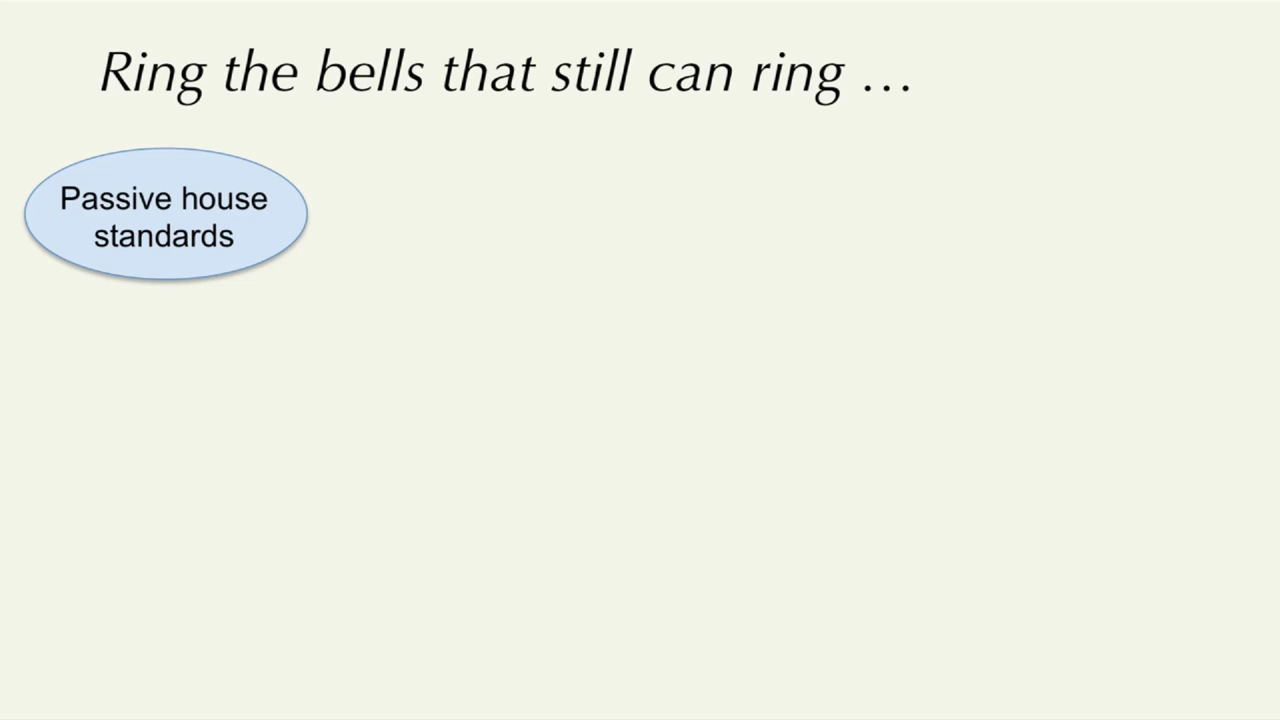 Ring the bells that still can ring …
Passive house
standards